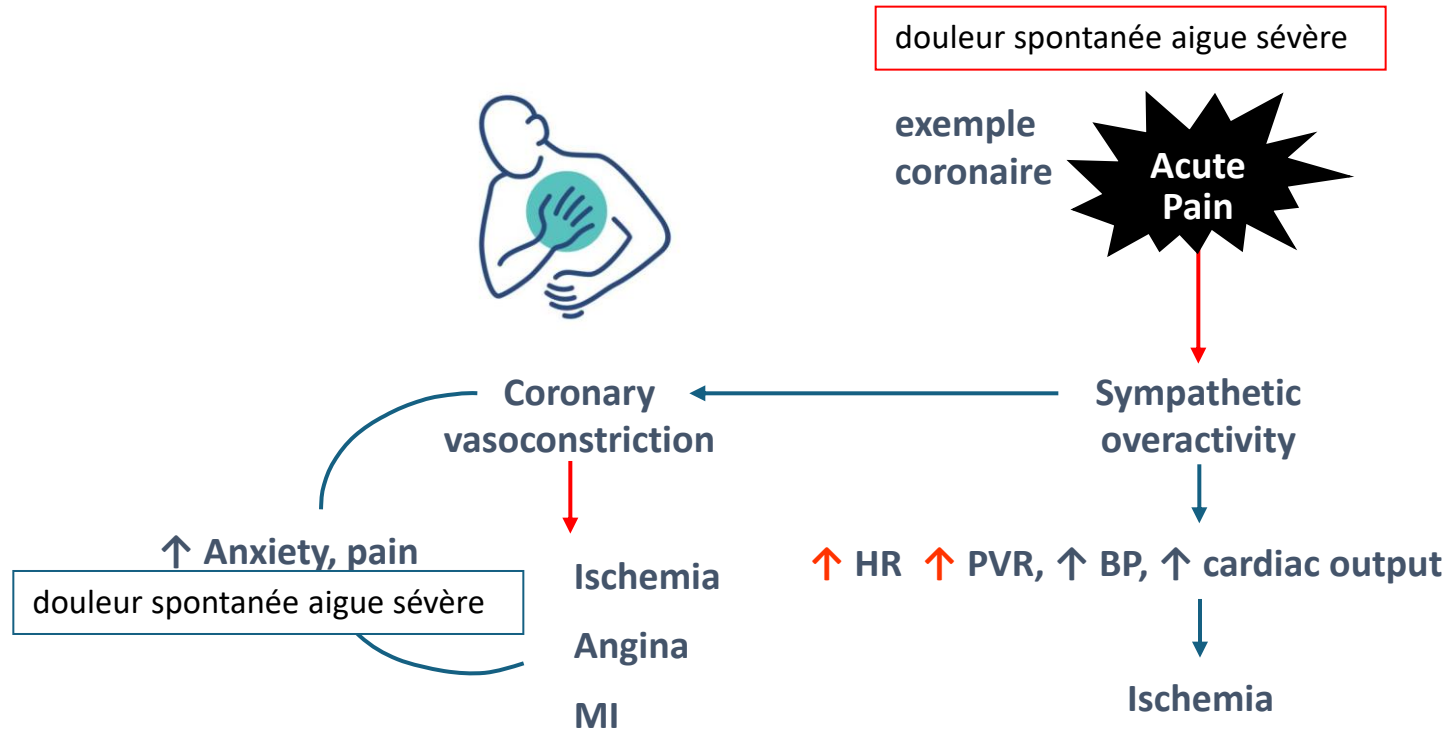 douleur spontanée aigue sévère
exemple
coronaire
Acute
Pain
Coronary
vasoconstriction
Sympathetic
overactivity
↑ Anxiety, pain
douleur spontanée aigue sévère
Ischemia
Angina
MI
↑ HR ↑ PVR, ↑ BP, ↑ cardiac output
Ischemia